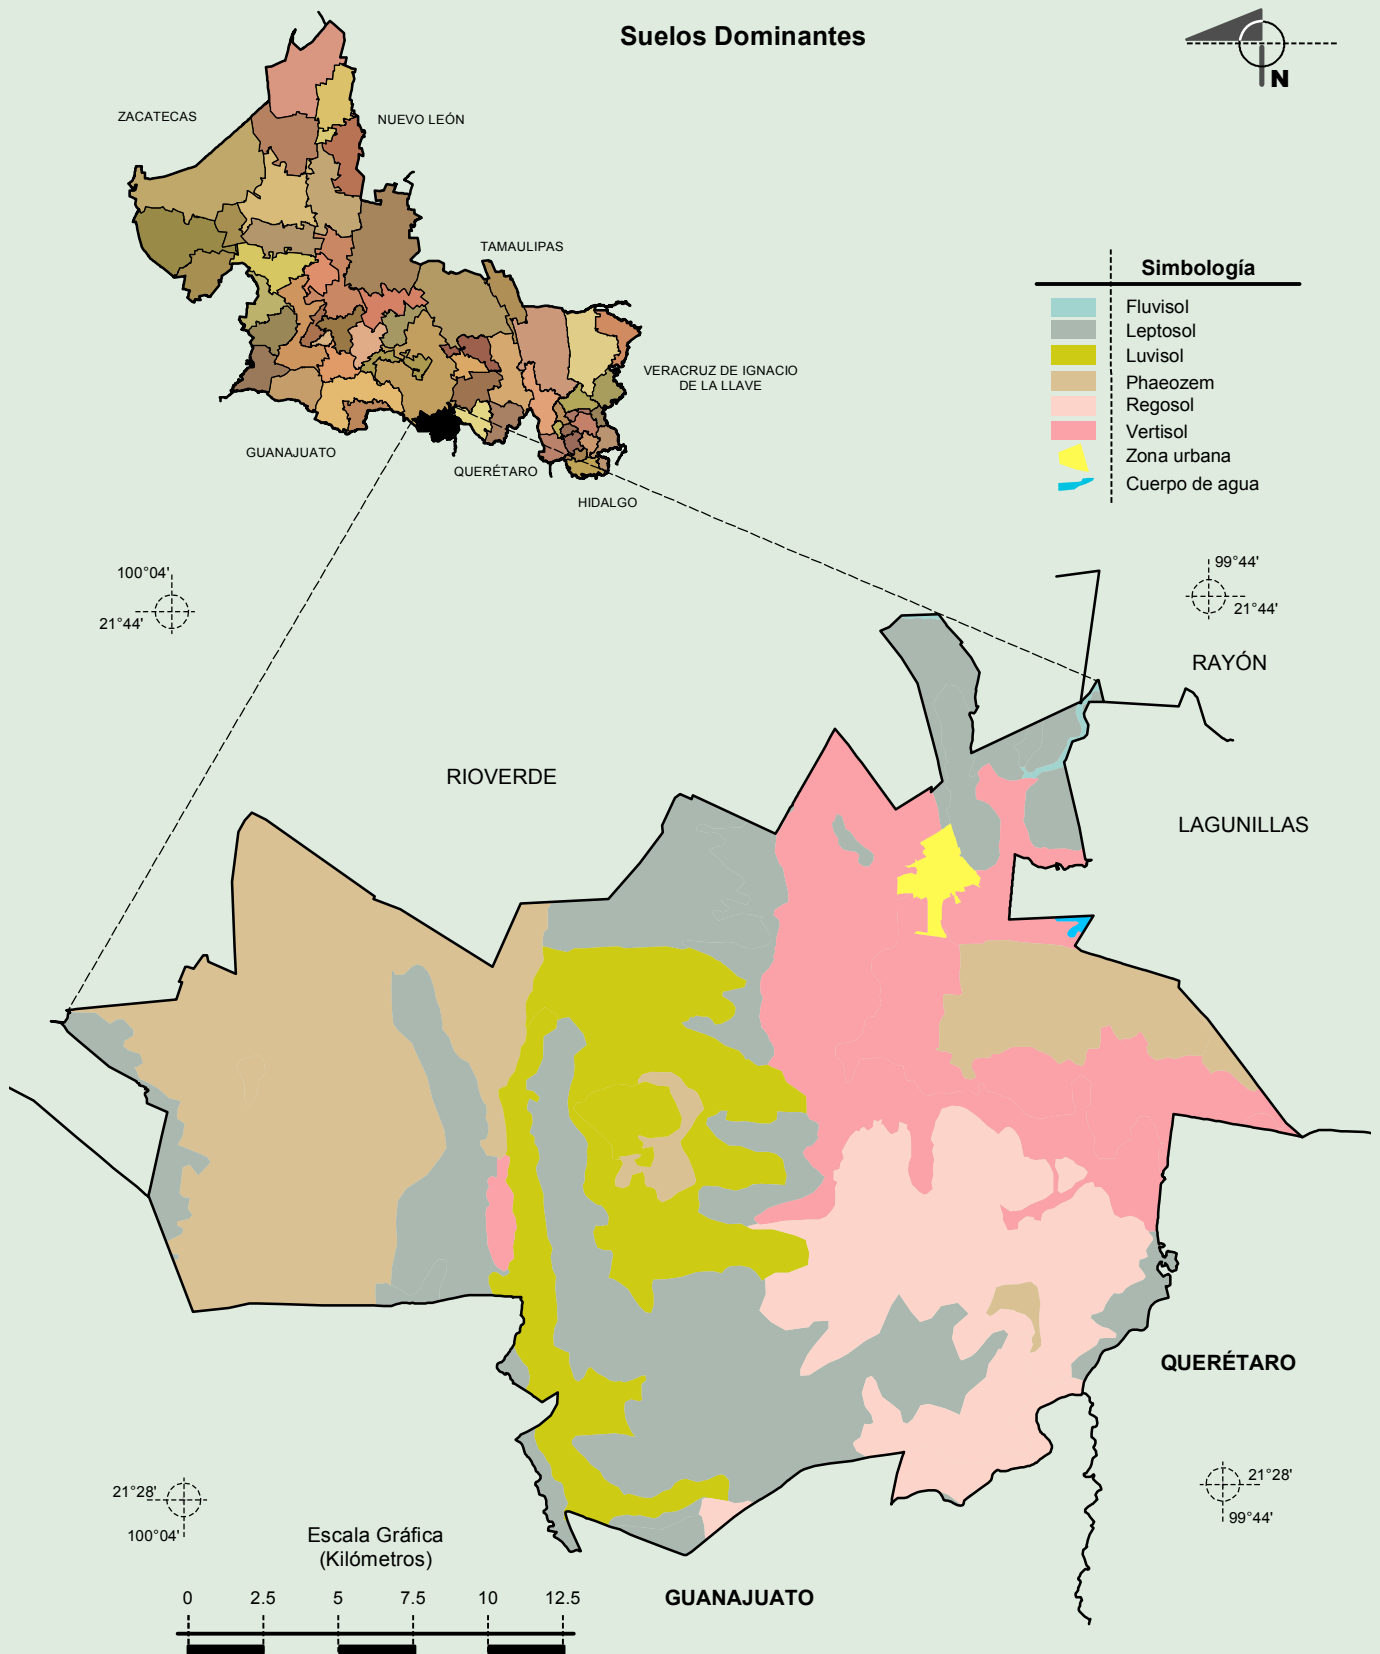 Suelos Dominantes
N
ZACATECAS
NUEVO LEÓN
TAMAULIPAS
VERACRUZ DE IGNACIO
DE LA LLAVE
GUANAJUATO
QUERÉTARO
HIDALGO
Simbología
Fluvisol
Leptosol
Luvisol
Phaeozem
Regosol
Vertisol
Zona urbana
Cuerpo de agua
100°04'
21°44'
99°44'
21°44'
RAYÓN
RIOVERDE
LAGUNILLAS
QUERÉTARO
21°28'
100°04'
21°28'
99°44'
Escala Gráfica
(Kilómetros)
0 2.5 5 7.5 10 12.5
GUANAJUATO